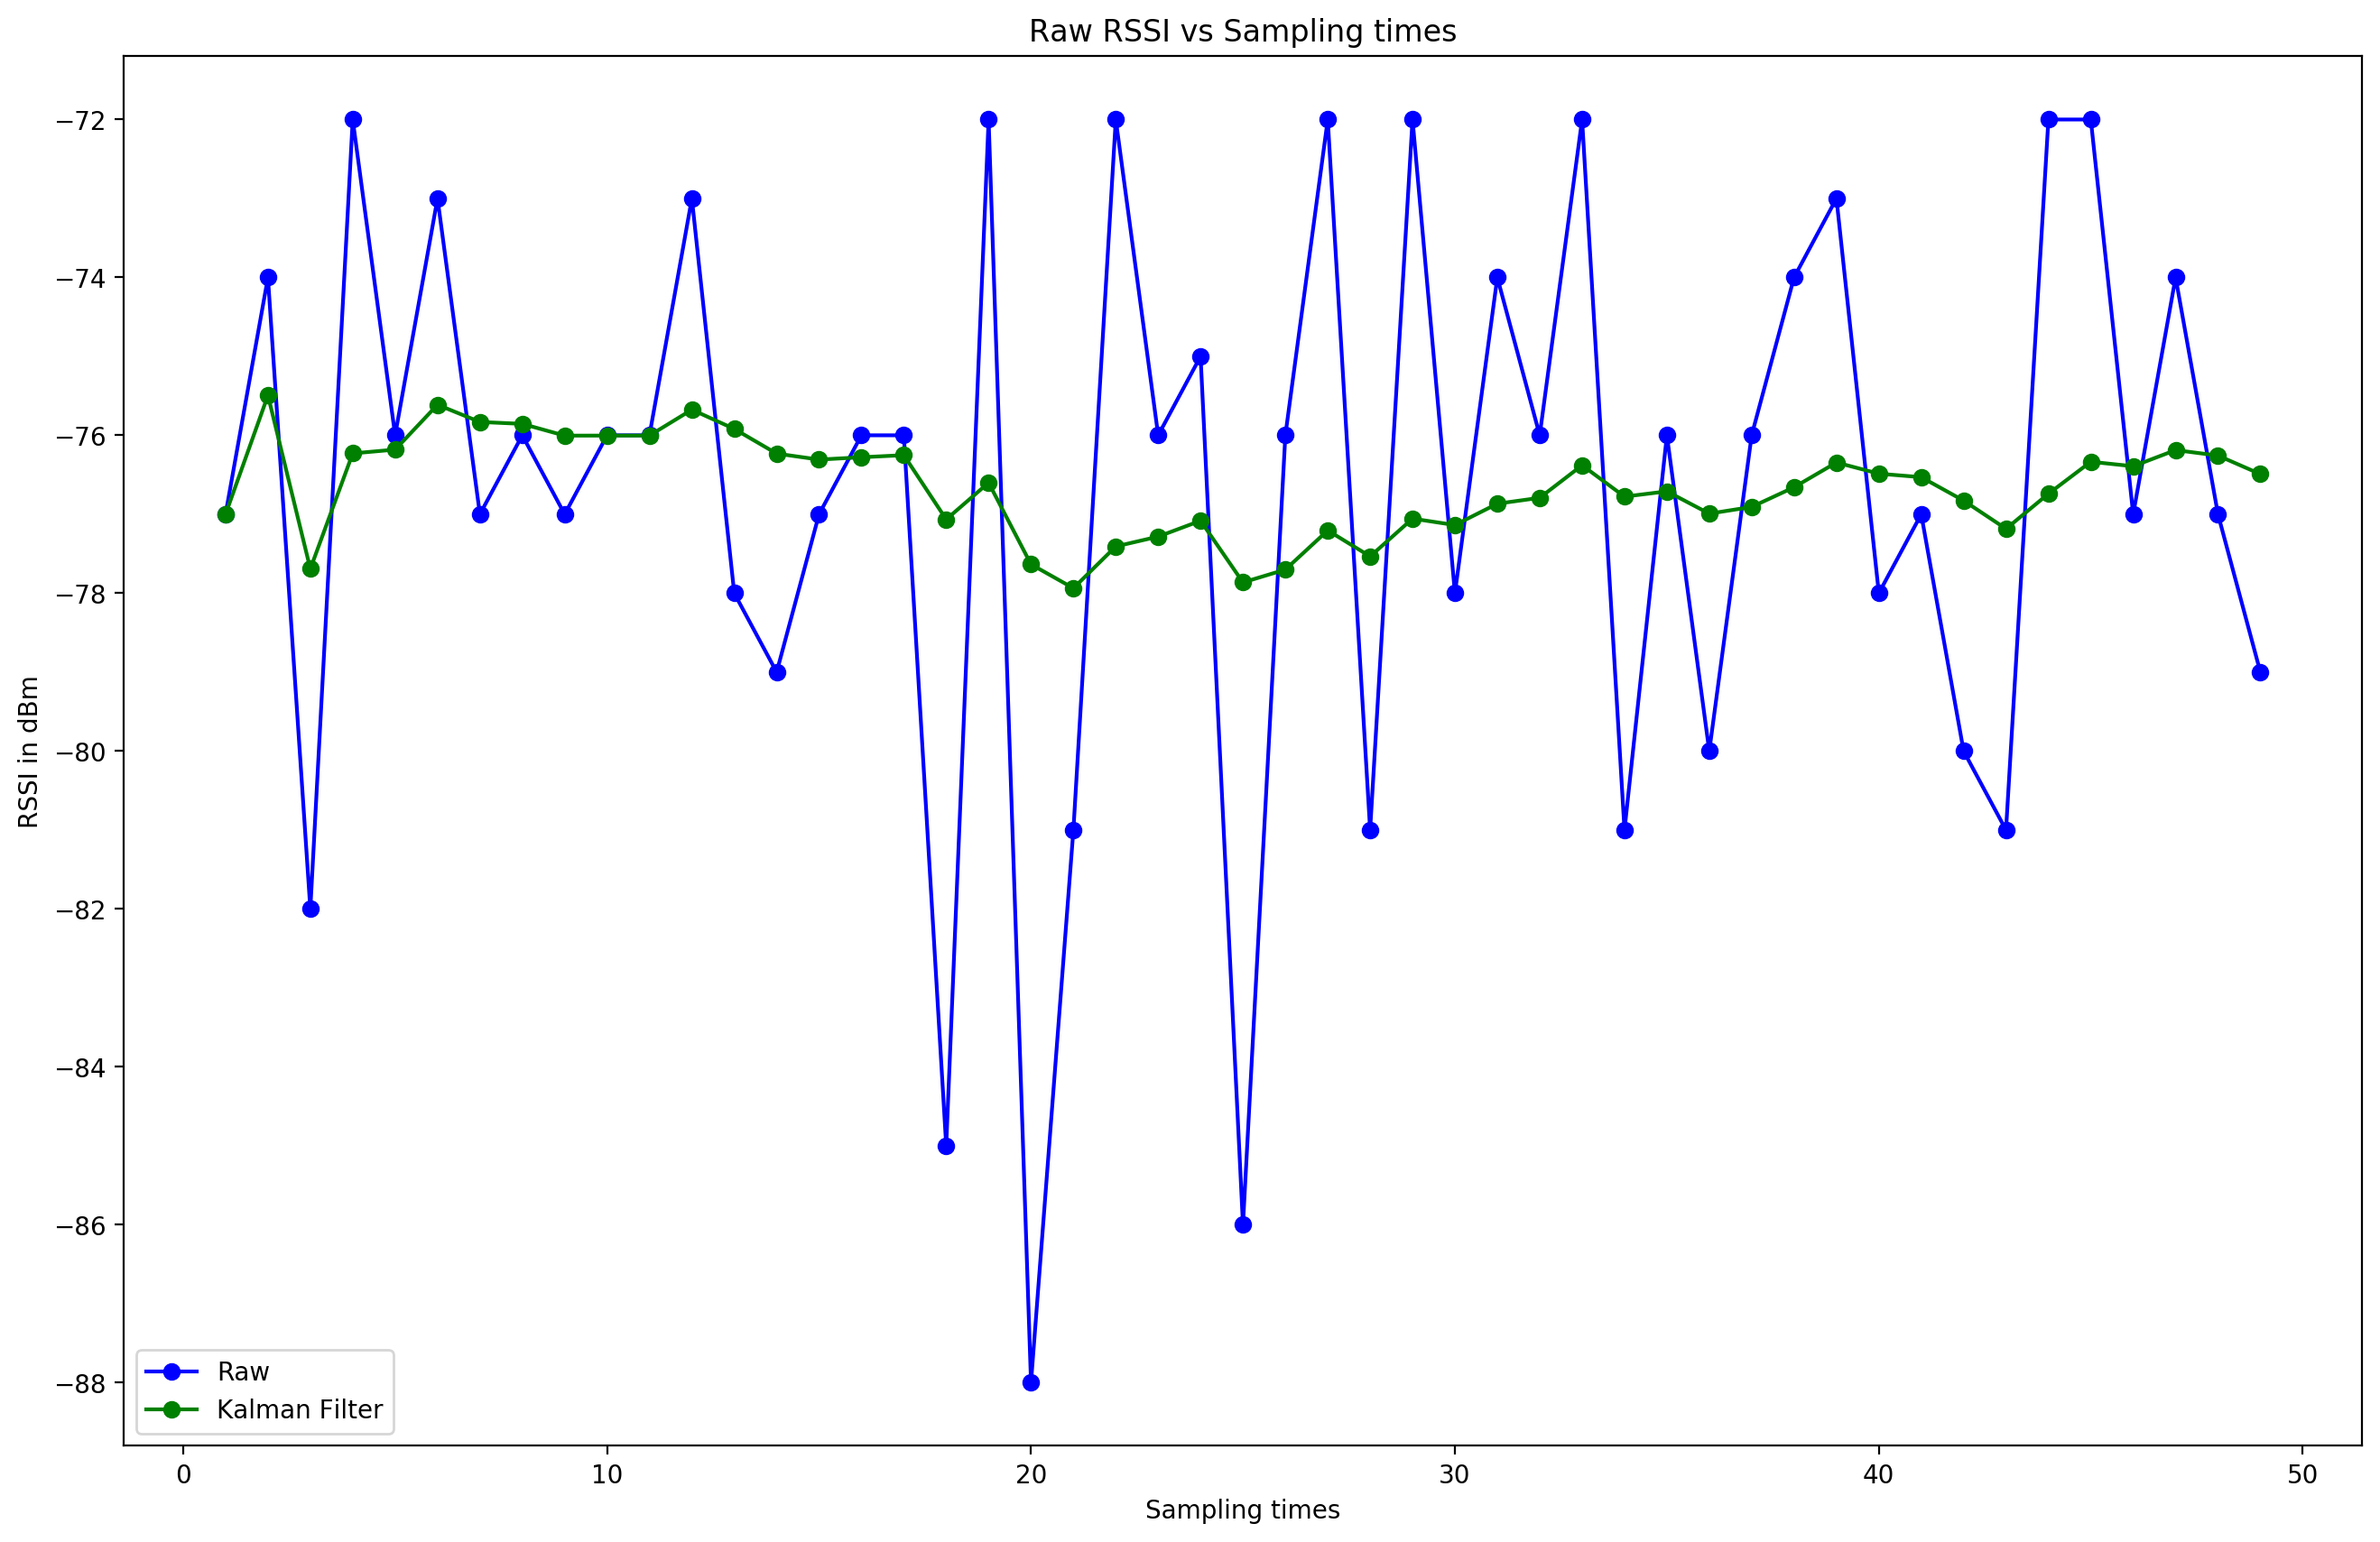 Raw RSSI vs Sampling times
−72
−74
−76
−78
−80
−82
−84
−86
−88
RSSI in dBm
Raw
Kalman Filter
0 10 20 30 40 50
Sampling times